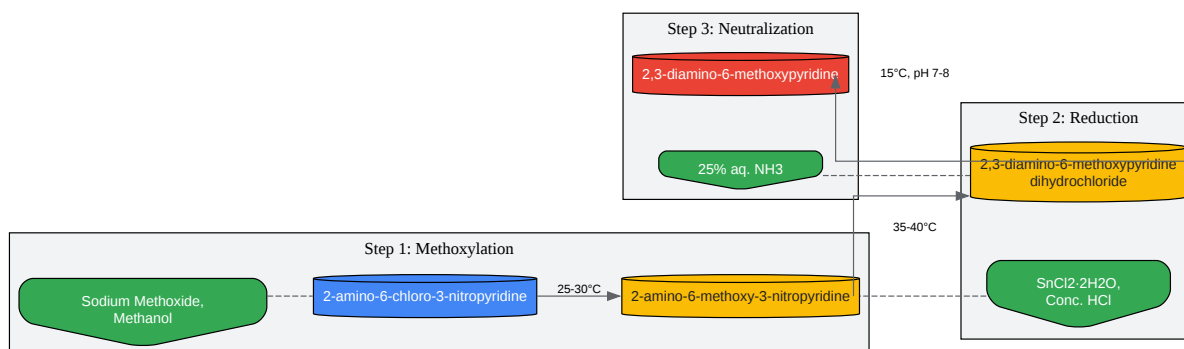 Step 3: Neutralization
2,3-diamino-6-methoxypyridine
15°C, pH 7-8
25% aq. NH3
Step 2: Reduction
2,3-diamino-6-methoxypyridine
dihydrochloride
35-40°C
SnCl2·2H2O,
Conc. HCl
Step 1: Methoxylation
Sodium Methoxide,
Methanol
2-amino-6-chloro-3-nitropyridine
25-30°C
2-amino-6-methoxy-3-nitropyridine